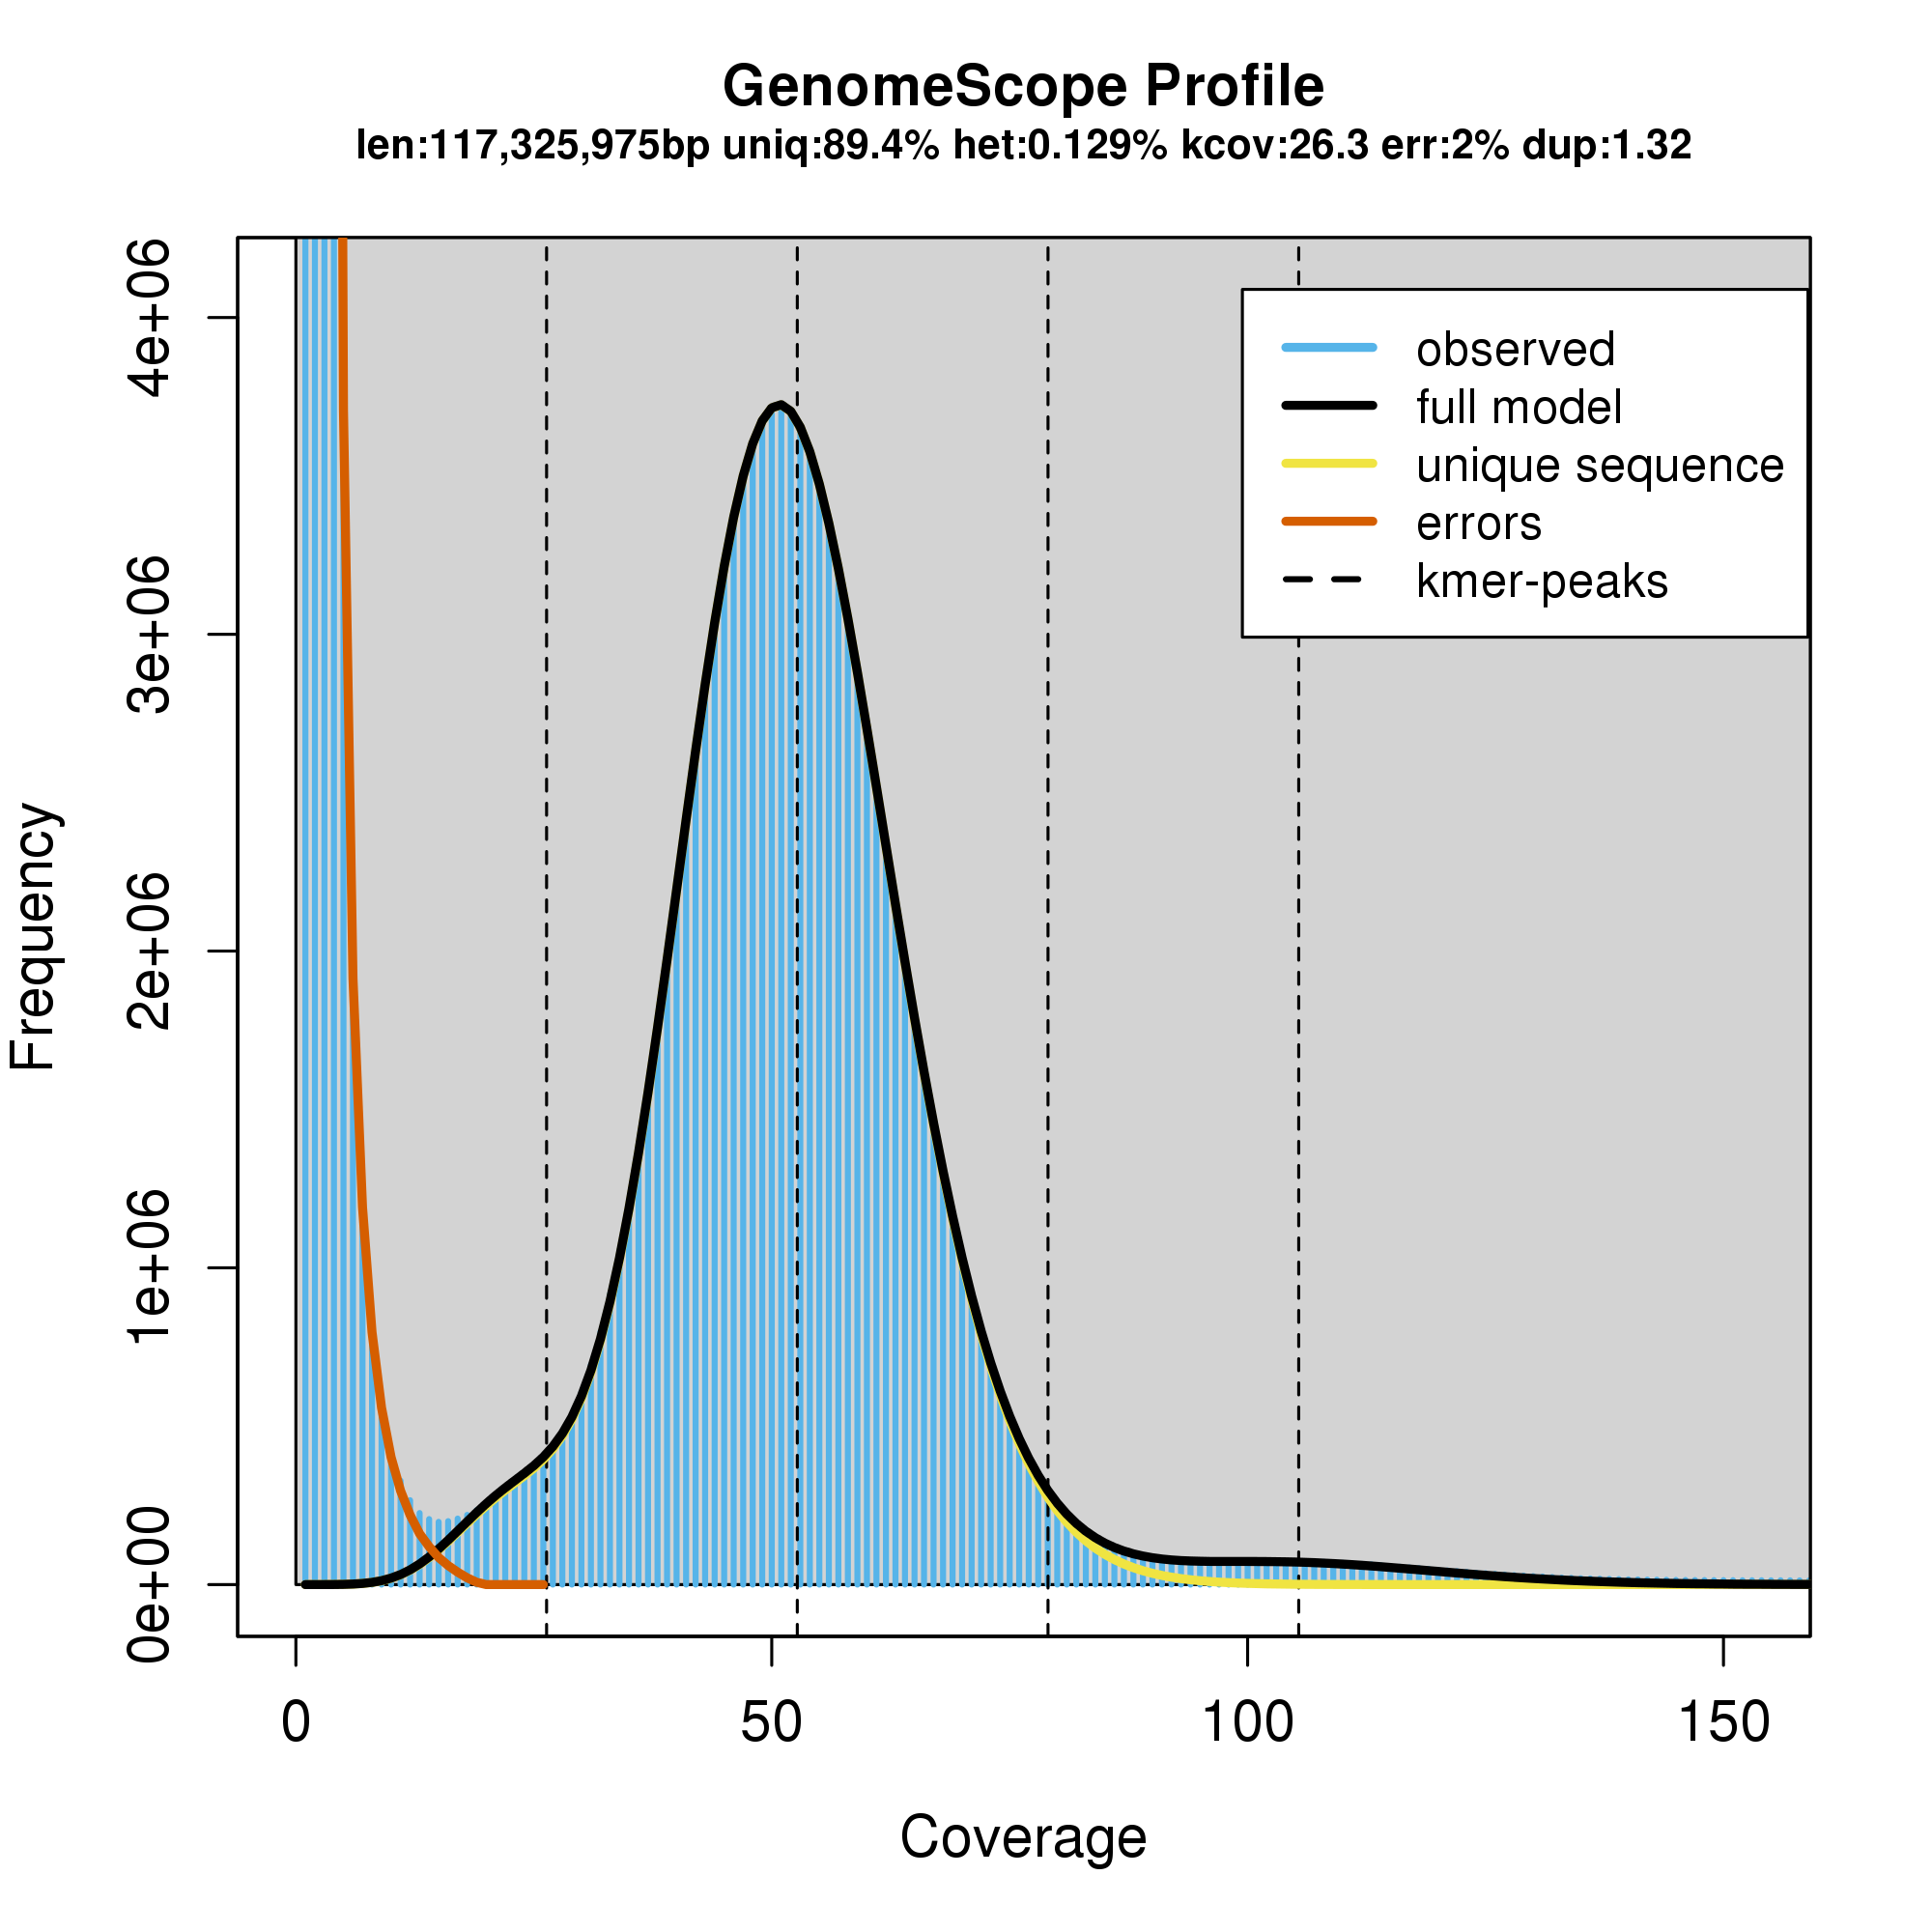 GenomeScope Profile
len:117,325,975bp uniq:89.4% het:0.129% kcov:26.3 err:2% dup:1.32
observed
full model
unique sequence
errors
kmer-peaks
Frequency
4e+06
3e+06
2e+06
1e+06
0e+00
0 50 100 150
Coverage